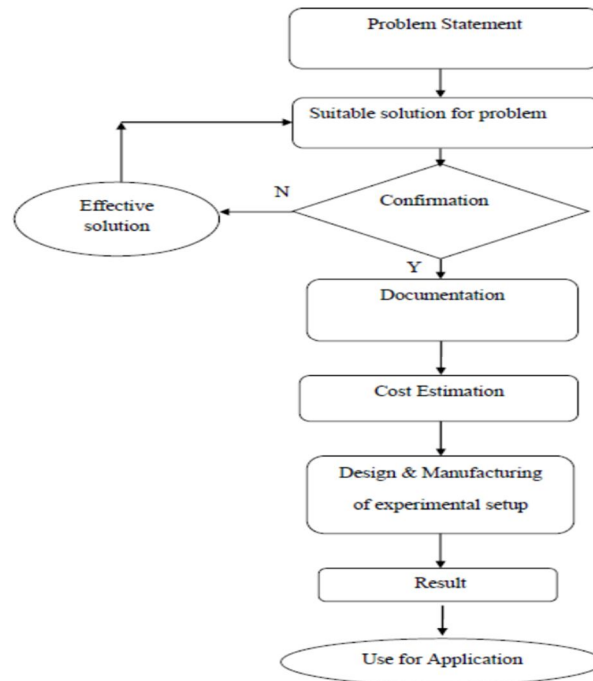 Problem Statement
Suitable solution for problem
N
Confirmation
Effective
solution
Y
Documentation
Cost Estimation
Design & Manufacturing
of experimental setup
Result
Use for Application